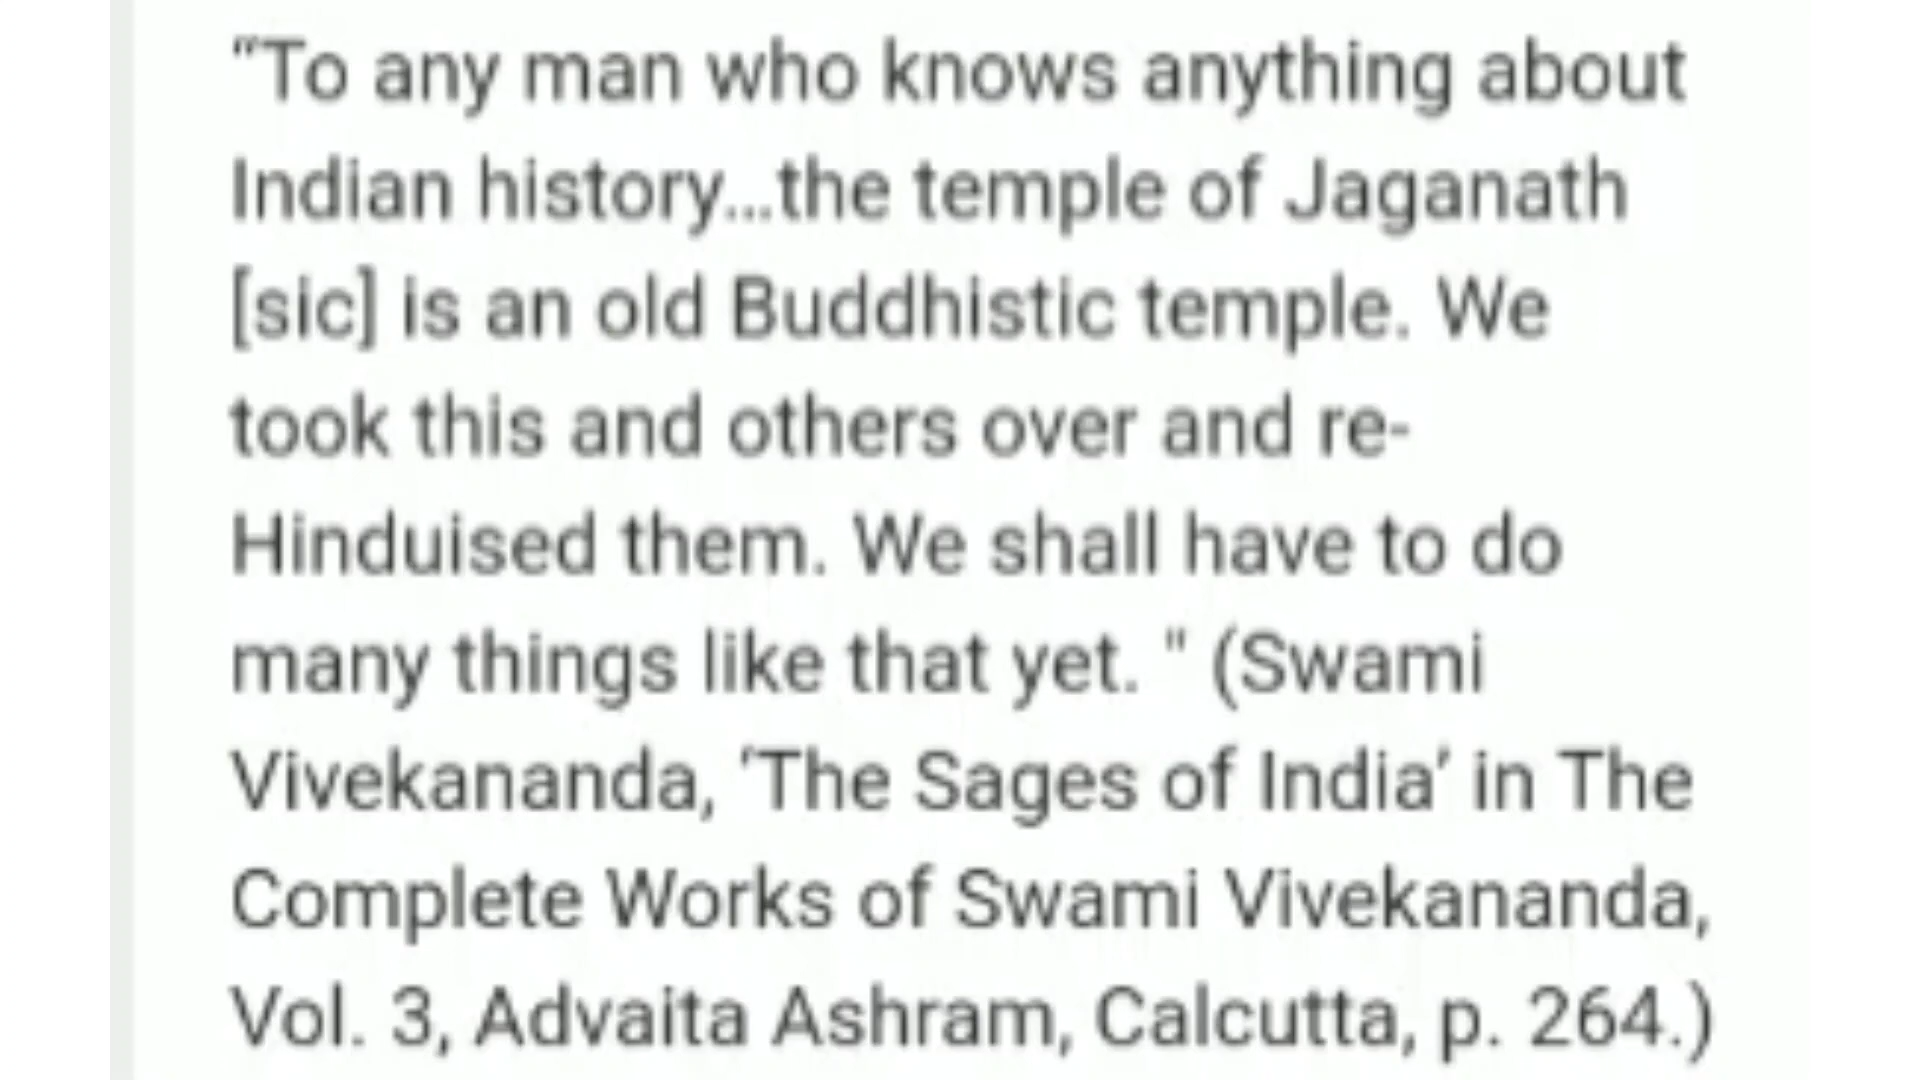 “To any man who knows anything about
Indian history...the temple of Jaganath
[sic] is an old Buddhistic temple. We
took this and others over and re-
Hinduised them. We shall have to do
many things like that yet. " (Swami
Vivekananda, ‘The Sages of India’ in The
Complete Works of Swami Vivekananda,
Vol. 3, Advaita Ashram, Calcutta, p. 264.)